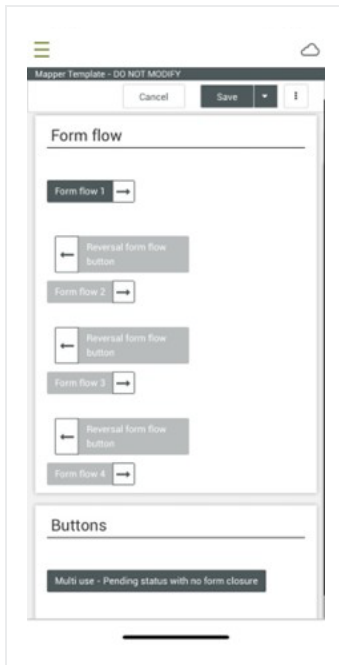 Mapper Template - DO NOT MODIFY
Cancel
Save
Form flow
Form flow 1
Reversal form flow
button
Form flow 2
Reversal form flow
button
Form flow 3
Reversal form flow
button
Form flow 4
Buttons
Multi use - Pending status with no form closure